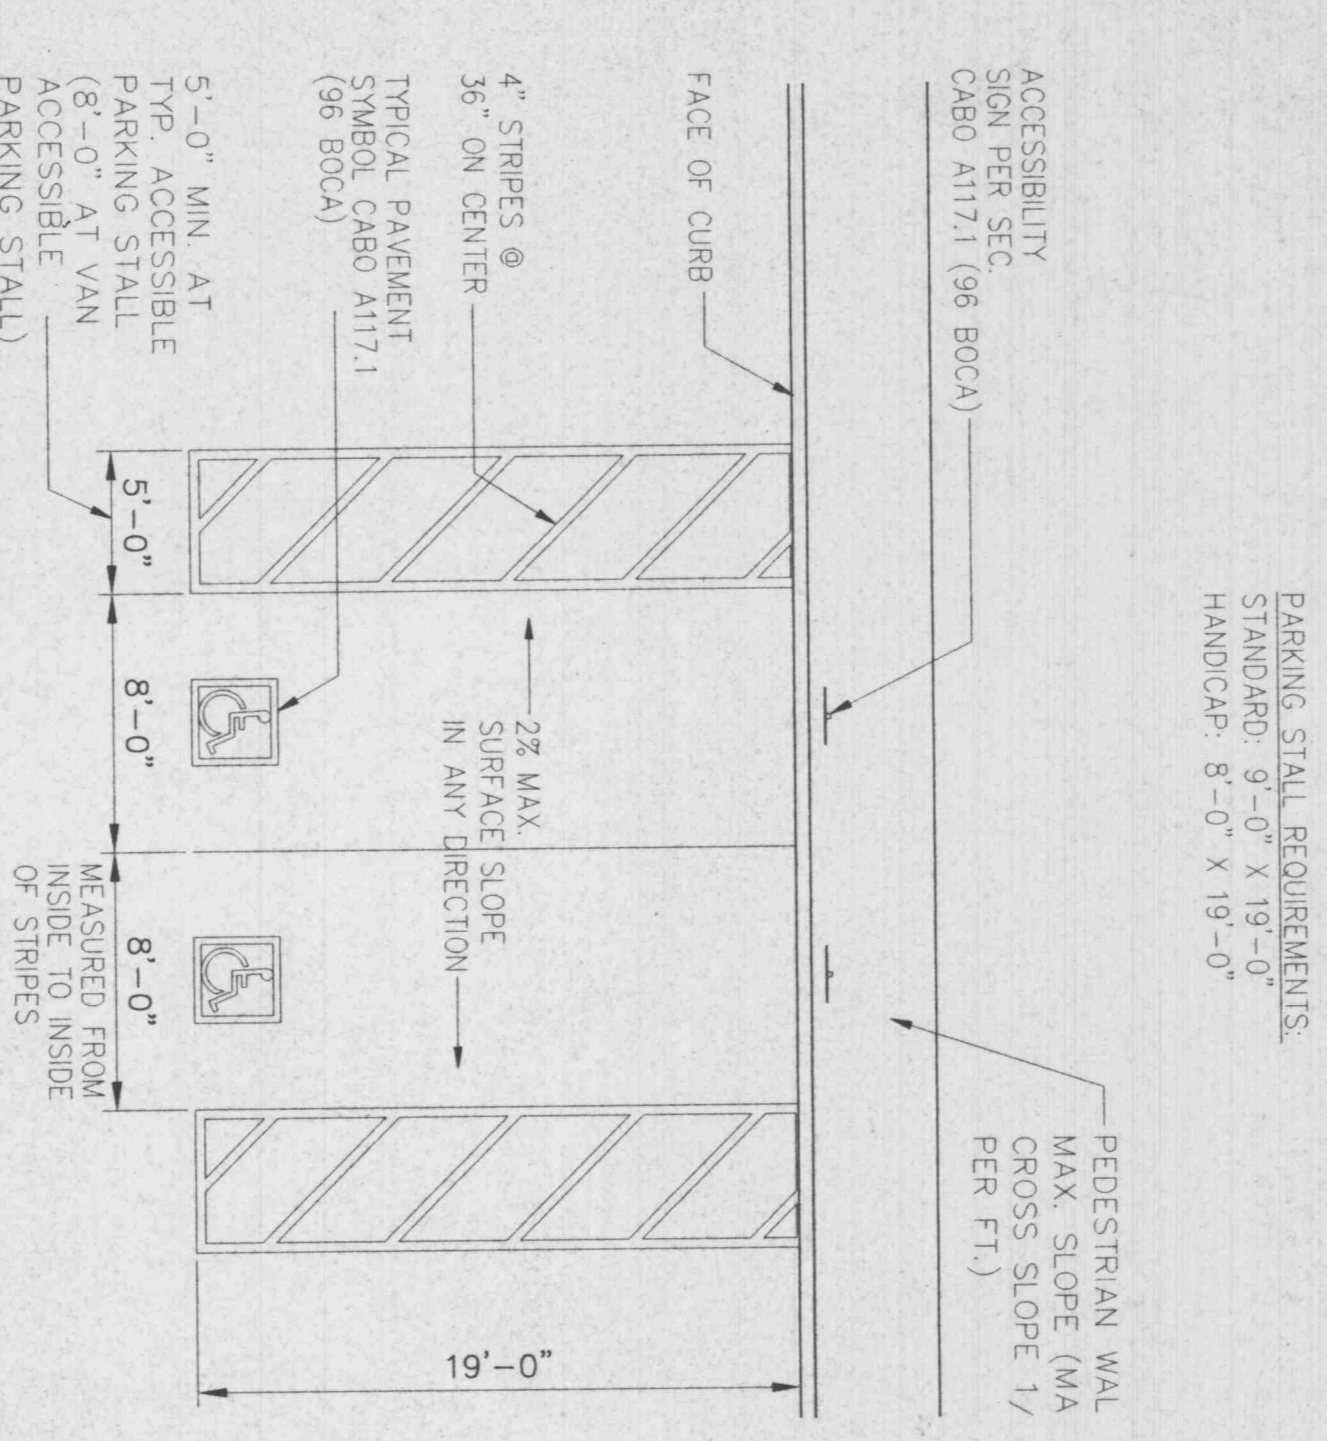 PARKING STALL REQUIREMENTS:
STANDARD: 9'-0" X 19'-0"
HANDICAP: 8'-0" X 19'-0"
ACCESSIBILITY
SIGN PER SEC.
CABO A117.1 (96 BOCA)
PEDESTRIAN WAL
MAX. SLOPE (MA
CROSS SLOPE 1/
PER FT.)
FACE OF CURB
4" STRIPES @
36" ON CENTER
2% MAX.
SURFACE SLOPE
IN ANY DIRECTION
TYPICAL PAVEMENT
SYMBOL CABO A117.1
(96 BOCA)
19'-0"
5'-0" MIN. AT
TYP. ACCESSIBLE
PARKING STALL
(8'-0" AT VAN
ACCESSIBLE
PARKING STALL)
5'-0"
8'-0"
8'-0"
MEASURED FROM
INSIDE TO INSIDE
OF STRIPES